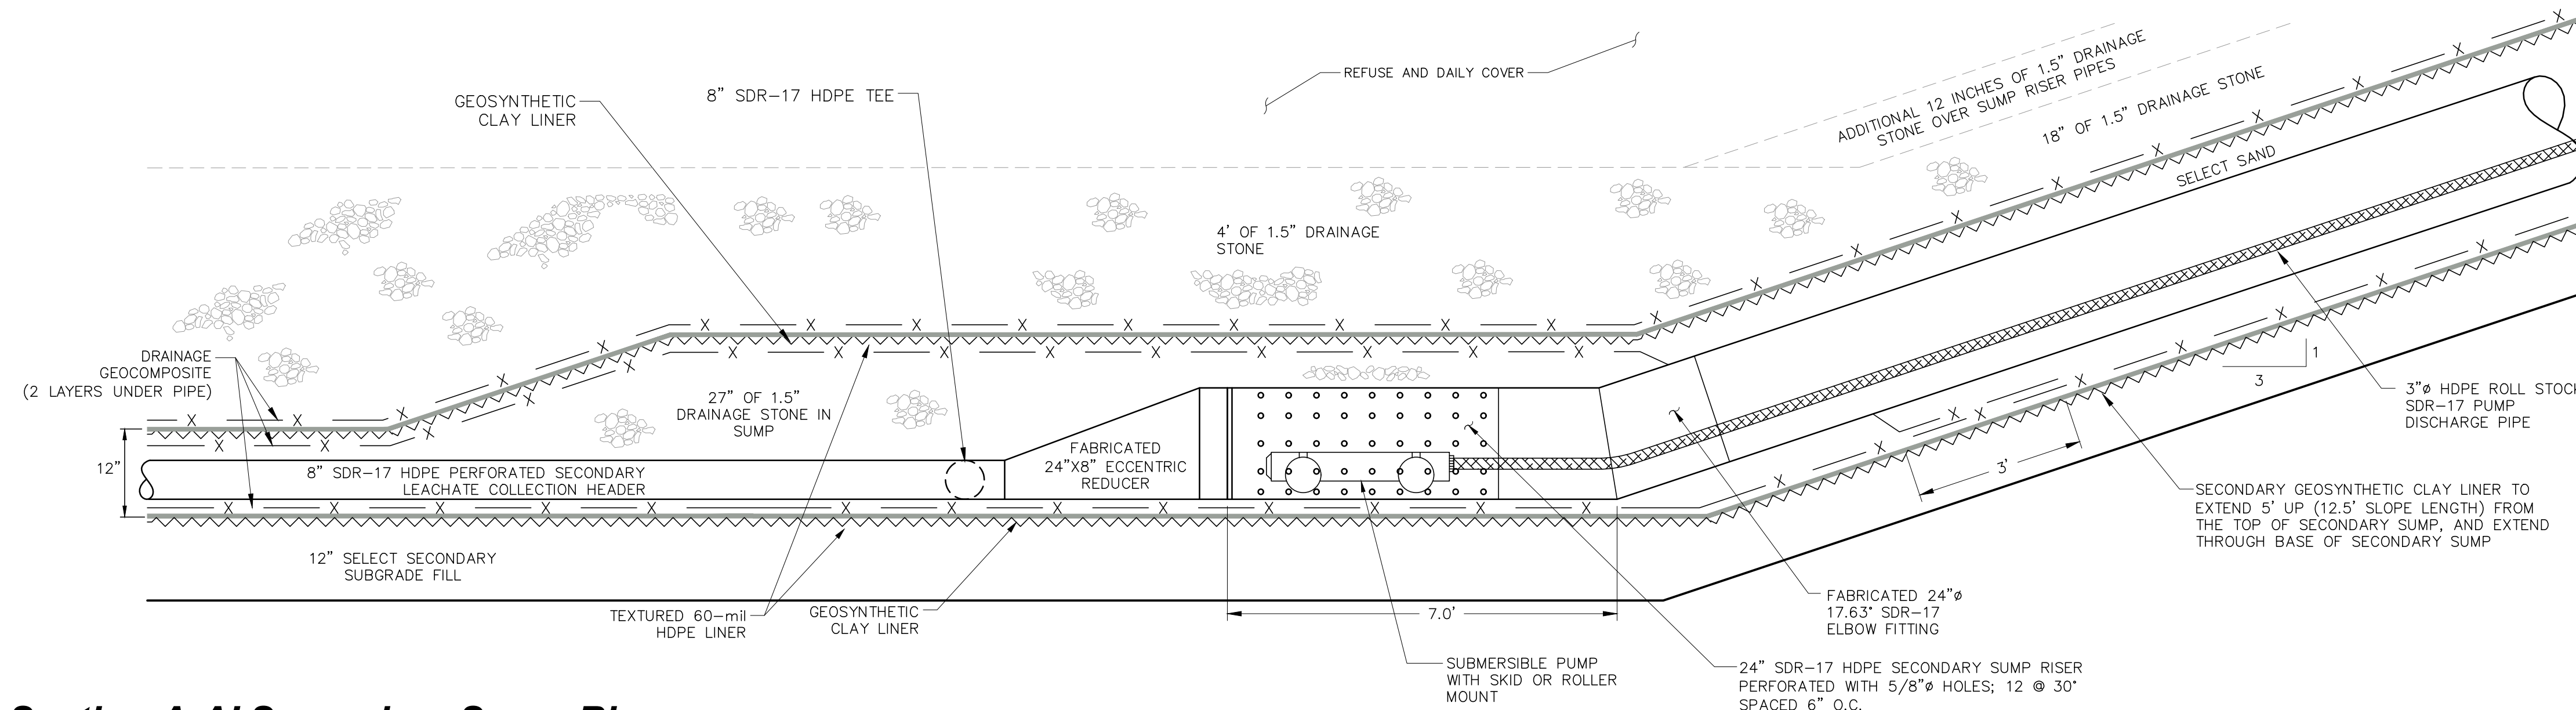 REFUSE AND DAILY COVER
ADDITIONAL 12 INCHES OF 1.5" DRAINAGE
STONE OVER SUMP RISER PIPES
18" OF 1.5" DRAINAGE STONE
SELECT SAND
GEOSYNTHETIC
CLAY LINER
8" SDR-17 HDPE TEE
4' OF 1.5" DRAINAGE
STONE
DRAINAGE
GEOCOMPOSITE
(2 LAYERS UNDER PIPE)
27" OF 1.5"
DRAINAGE STONE IN
SUMP
12"
8" SDR-17 HDPE PERFORATED SECONDARY
LEACHATE COLLECTION HEADER
FABRICATED
24"X8" ECCENTRIC
REDUCER
1
3
3"ø HDPE ROLL STOCK
SDR-17 PUMP
DISCHARGE PIPE
3'
SECONDARY GEOSYNTHETIC CLAY LINER TO
EXTEND 5' UP (12.5' SLOPE LENGTH) FROM
THE TOP OF SECONDARY SUMP, AND EXTEND
THROUGH BASE OF SECONDARY SUMP
12" SELECT SECONDARY
SUBGRADE FILL
TEXTURED 60-mil
HDPE LINER
GEOSYNTHETIC
CLAY LINER
7.0'
FABRICATED 24"ø
17.63° SDR-17
ELBOW FITTING
SUBMERSIBLE PUMP
WITH SKID OR ROLLER
MOUNT
24" SDR-17 HDPE SECONDARY SUMP RISER
PERFORATED WITH 5/8"ø HOLES; 12 @ 30°
SPACED 6" O.C.